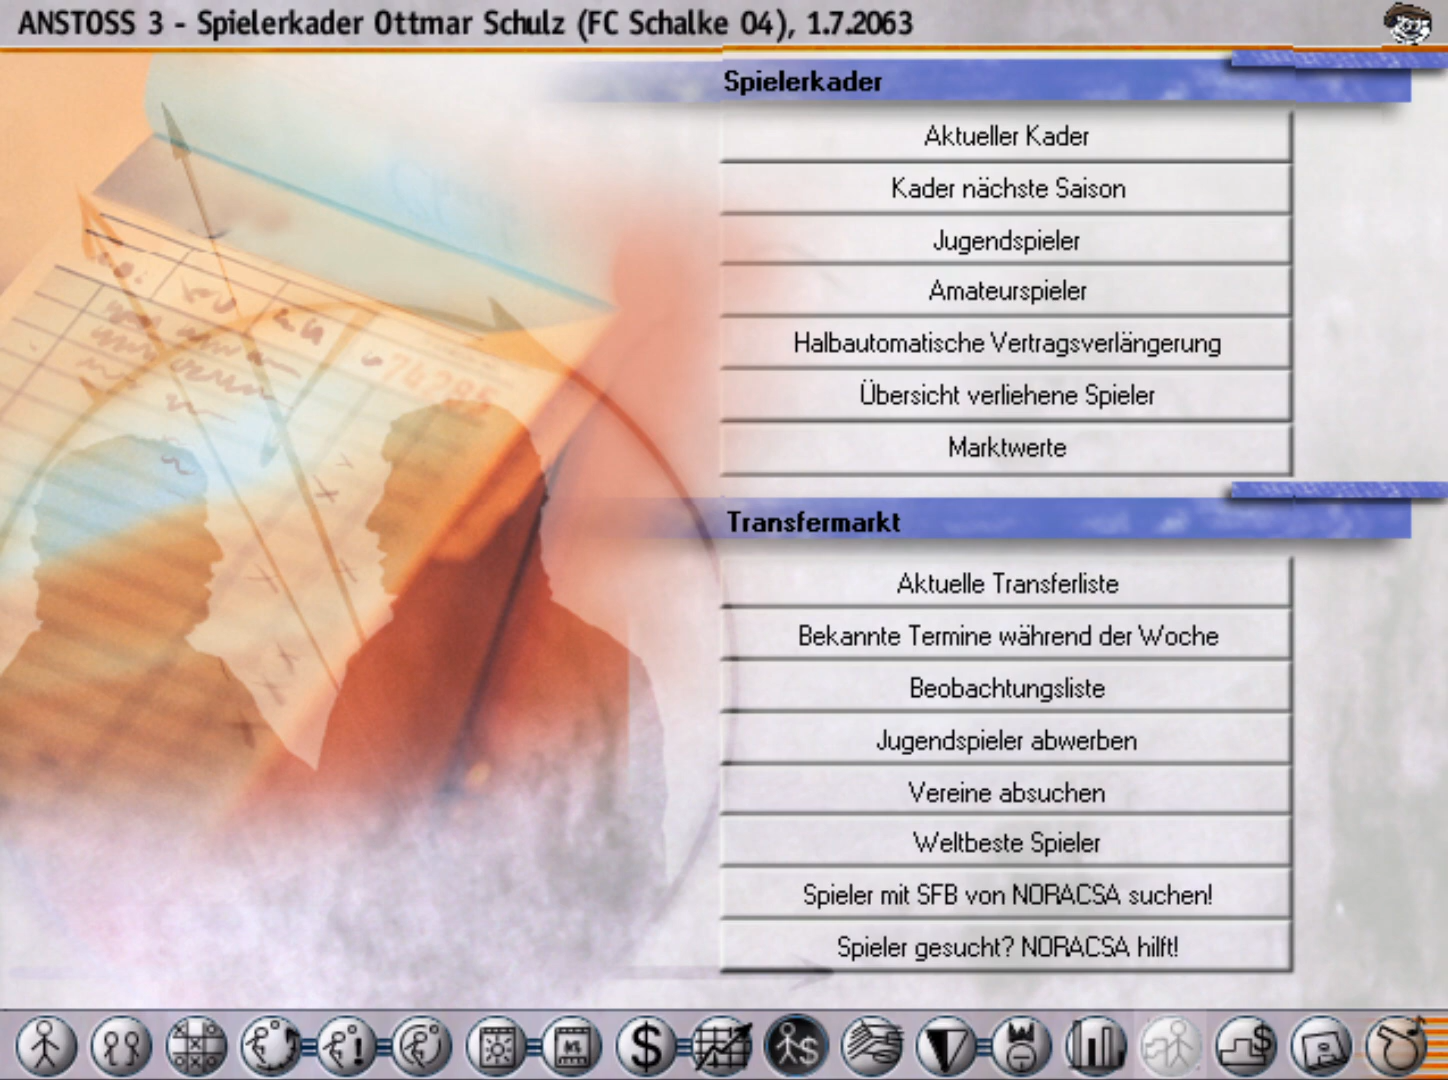 ANSTOSS 3 - Spielerkader Ottmar Schulz (FC Schalke 04), 1.7.2063
Spielerkader
Aktueller Kader
Kader nächste Saison
Jugendspieler
Amateurspieler
Halbautomatische Vertragsverlängerung
Übersicht verliehene Spieler
Marktwerte
Transfermarkt
Aktuelle Transferliste
Bekannte Termine während der Woche
Beobachtungsliste
Jugendspieler abwerben
Vereine absuchen
Weltbeste Spieler
Spieler mit SFB von NORACSA suchen!
Spieler gesucht? NORACSA hilft!